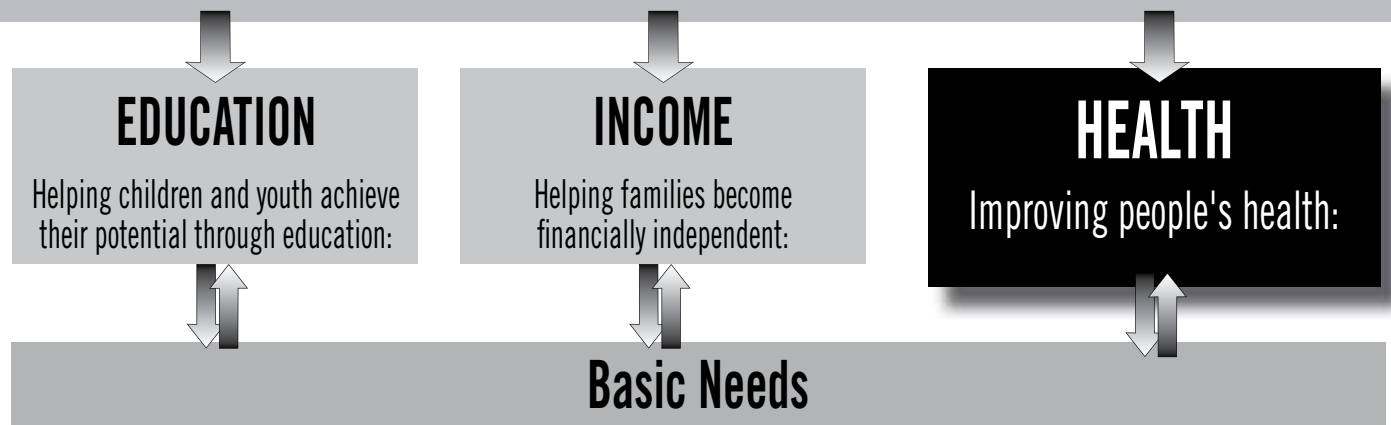 EDUCATION
Helping children and youth achieve
their potential through education:
INCOME
Helping families become
financially independent:
HEALTH
Improving people's health:
Basic Needs